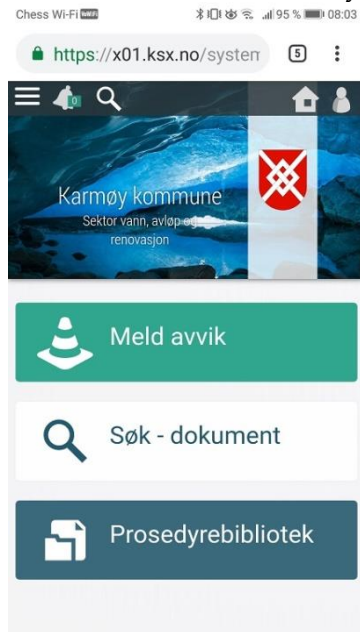 Chess Wi-Fi VoWiFi 95 % 08:03
https://x01.ksx.no/system 5
0
Karmøy kommune
Sektor vann, avløp og
renovasjon
Meld avvik
Søk - dokument
Prosedyrebibliotek